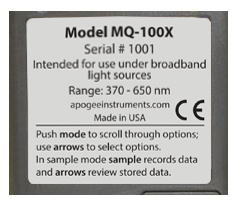 Model MQ-100X
Serial # 1001
Intended for use under broadband
light sources
Range: 370 - 650 nm
apogeeinstruments.com
Made in USA
CE
Push mode to scroll through options;
use arrows to select options.
In sample mode sample records data
and arrows review stored data.